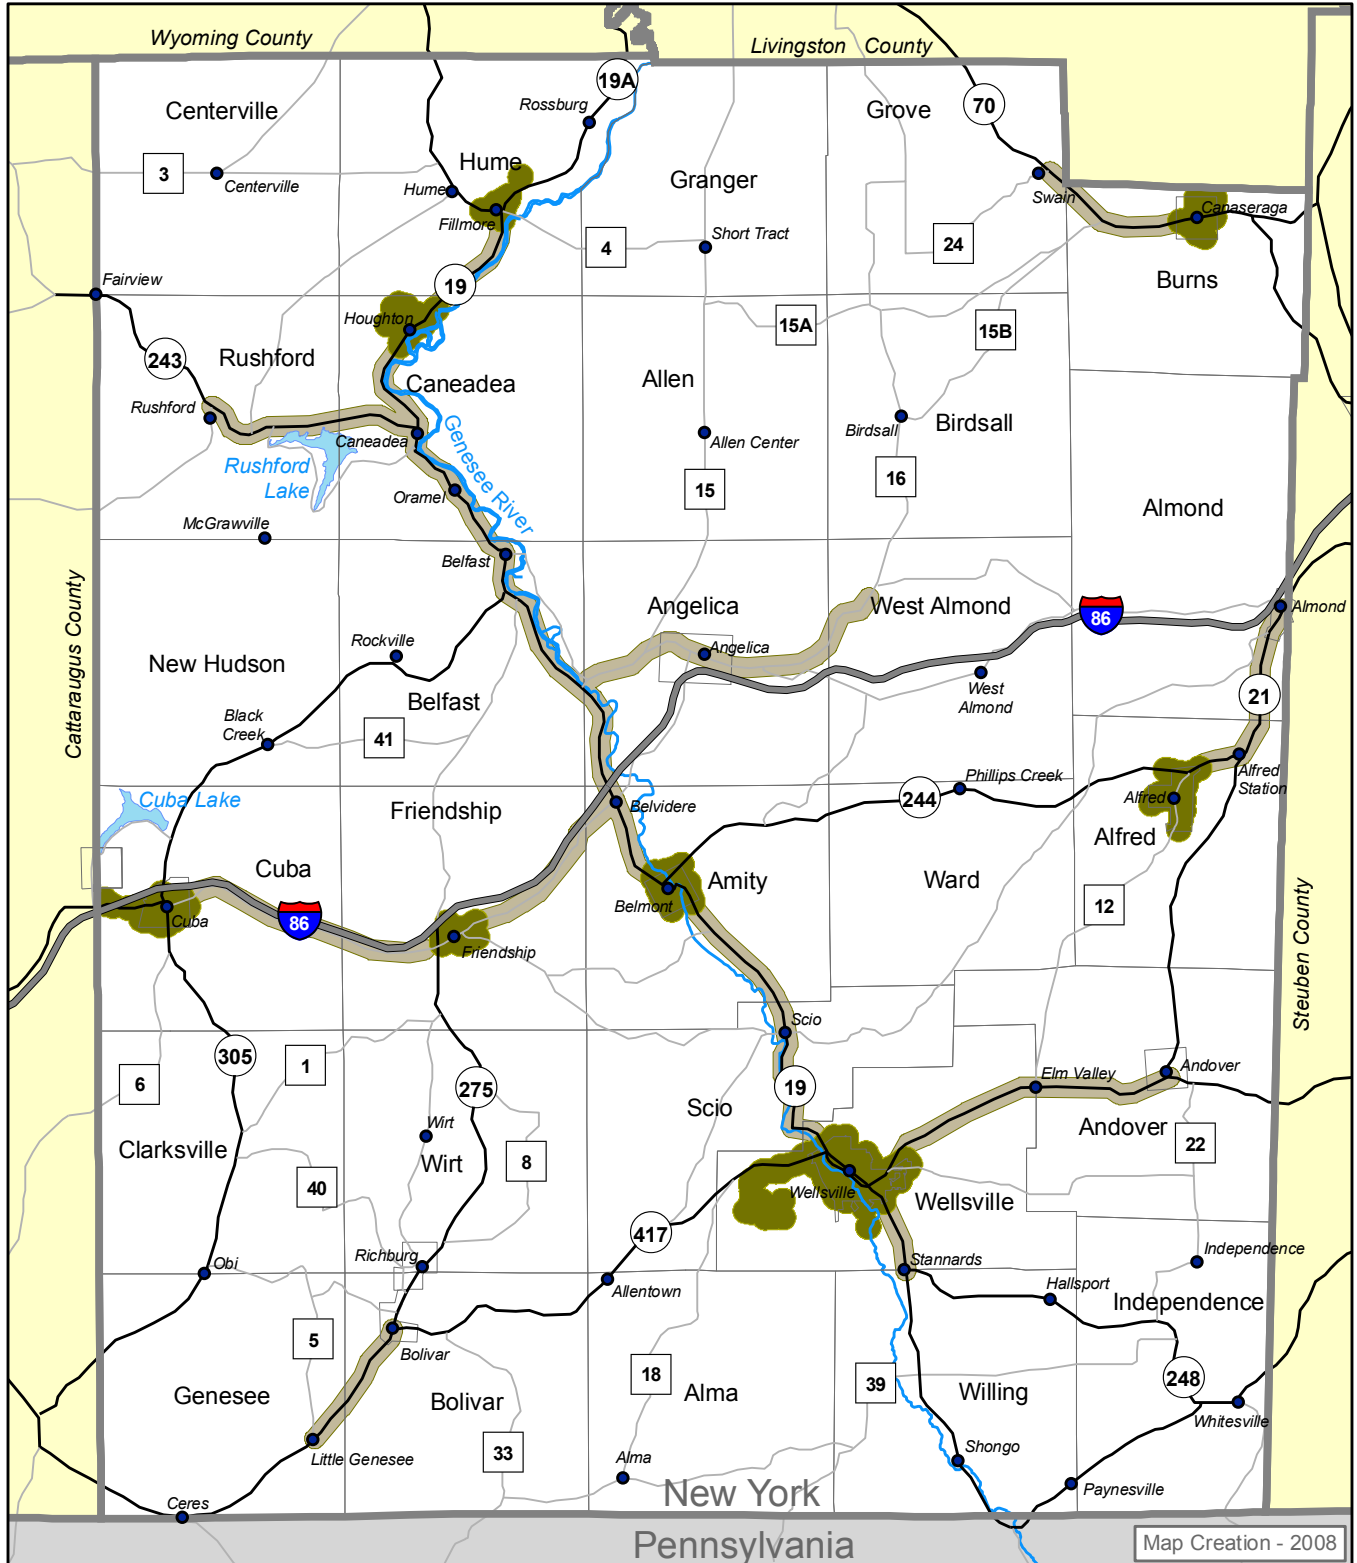 Wyoming County
Livingston County
19A
Centerville
Rossburg
Grove
70
Hume
3
Centerville
Hume
Granger
Swain
Fillmore
Canaseraga
Short Tract
4
24
Fairview
19
Burns
Houghton
15A
15B
243
Rushford
Caneadea
Allen
Rushford
Birdsall
Birdsall
Caneadea
Allen Center
Genesee River
Rushford
Lake
Oramel
15
16
McGrawville
Almond
Belfast
Cattaraugus County
Angelica
West Almond
86
Almond
Rockville
Angelica
New Hudson
West
Almond
Belfast
21
Black
Creek
41
Alfred
Station
Phillips Creek
Cuba Lake
Friendship
Belvidere
244
Alfred
Alfred
Cuba
Amity
Ward
Belmont
12
Cuba
86
Friendship
Steuben County
Scio
305
1
6
275
19
Elm Valley
Andover
Scio
Wirt
Andover
Clarksville
Wirt
8
22
40
Wellsville
Wellsville
417
Richburg
Obi
Stannards
Independence
Allentown
Hallsport
Independence
5
Bolivar
18
39
248
Genesee
Bolivar
Alma
Willing
Whitesville
Little Genesee
33
Alma
Shongo
Paynesville
Ceres
New York
Pennsylvania
Map Creation - 2008